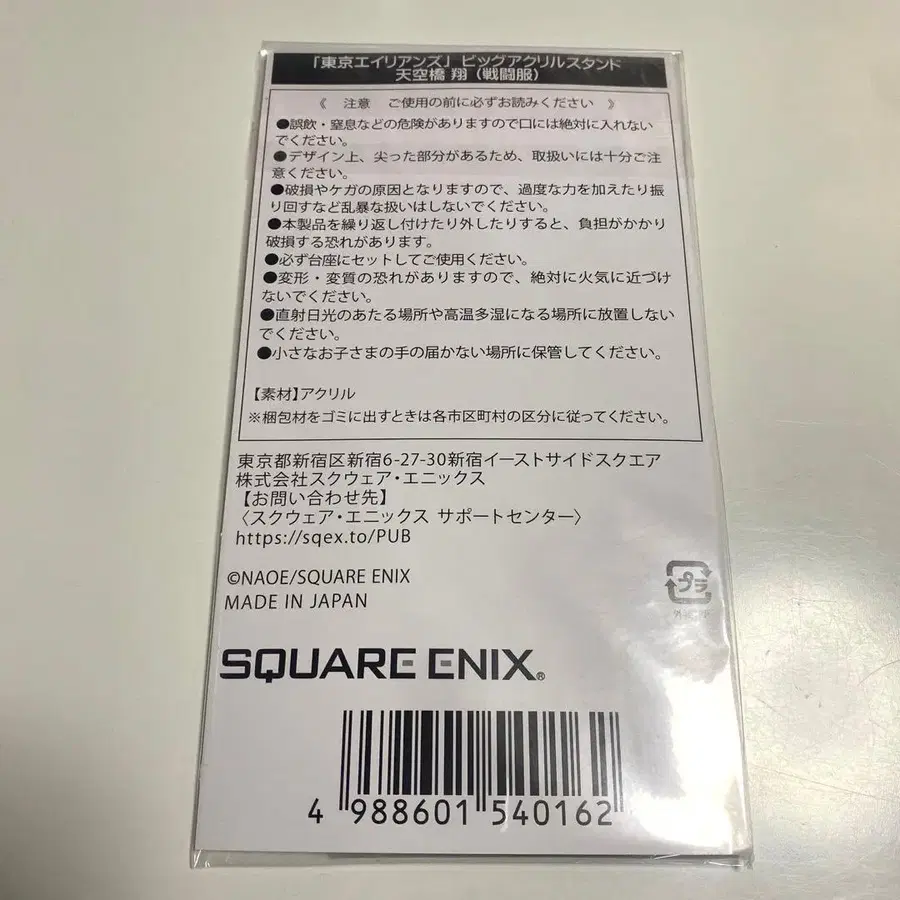 「東京エイリアンズ」ビッグアクリルスタンド
天空橋 翔（戦闘服）
《　注意　ご使用の前に必ずお読みください　》
●誤飲・窒息などの危険がありますので口には絶対に入れない
でください。
●デザイン上、尖った部分があるため、取扱いには十分ご注
意ください。
●破損やケガの原因となりますので、過度な力を加えたり振
り回すなど乱暴な扱いはしないでください。
●本製品を繰り返し付けたり外したりすると、負担がかかり
破損する恐れがあります。
●必ず台座にセットしてご使用ください。
●変形・変質の恐れがありますので、絶対に火気に近づけ
ないでください。
●直射日光のあたる場所や高温多湿になる場所に放置しない
でください。
●小さなお子さまの手の届かない場所に保管してください。
【素材】アクリル
※梱包材をゴミに出すときは各市区町村の区分に従ってください。
東京都新宿区新宿6-27-30新宿イーストサイドスクエア
株式会社スクウェア・エニックス
【お問い合わせ先】
〈スクウェア・エニックス サポートセンター〉
https://sqex.to/PUB
©NAOE/SQUARE ENIX
MADE IN JAPAN
プラ
SQUARE ENIX®
4 988601 540162